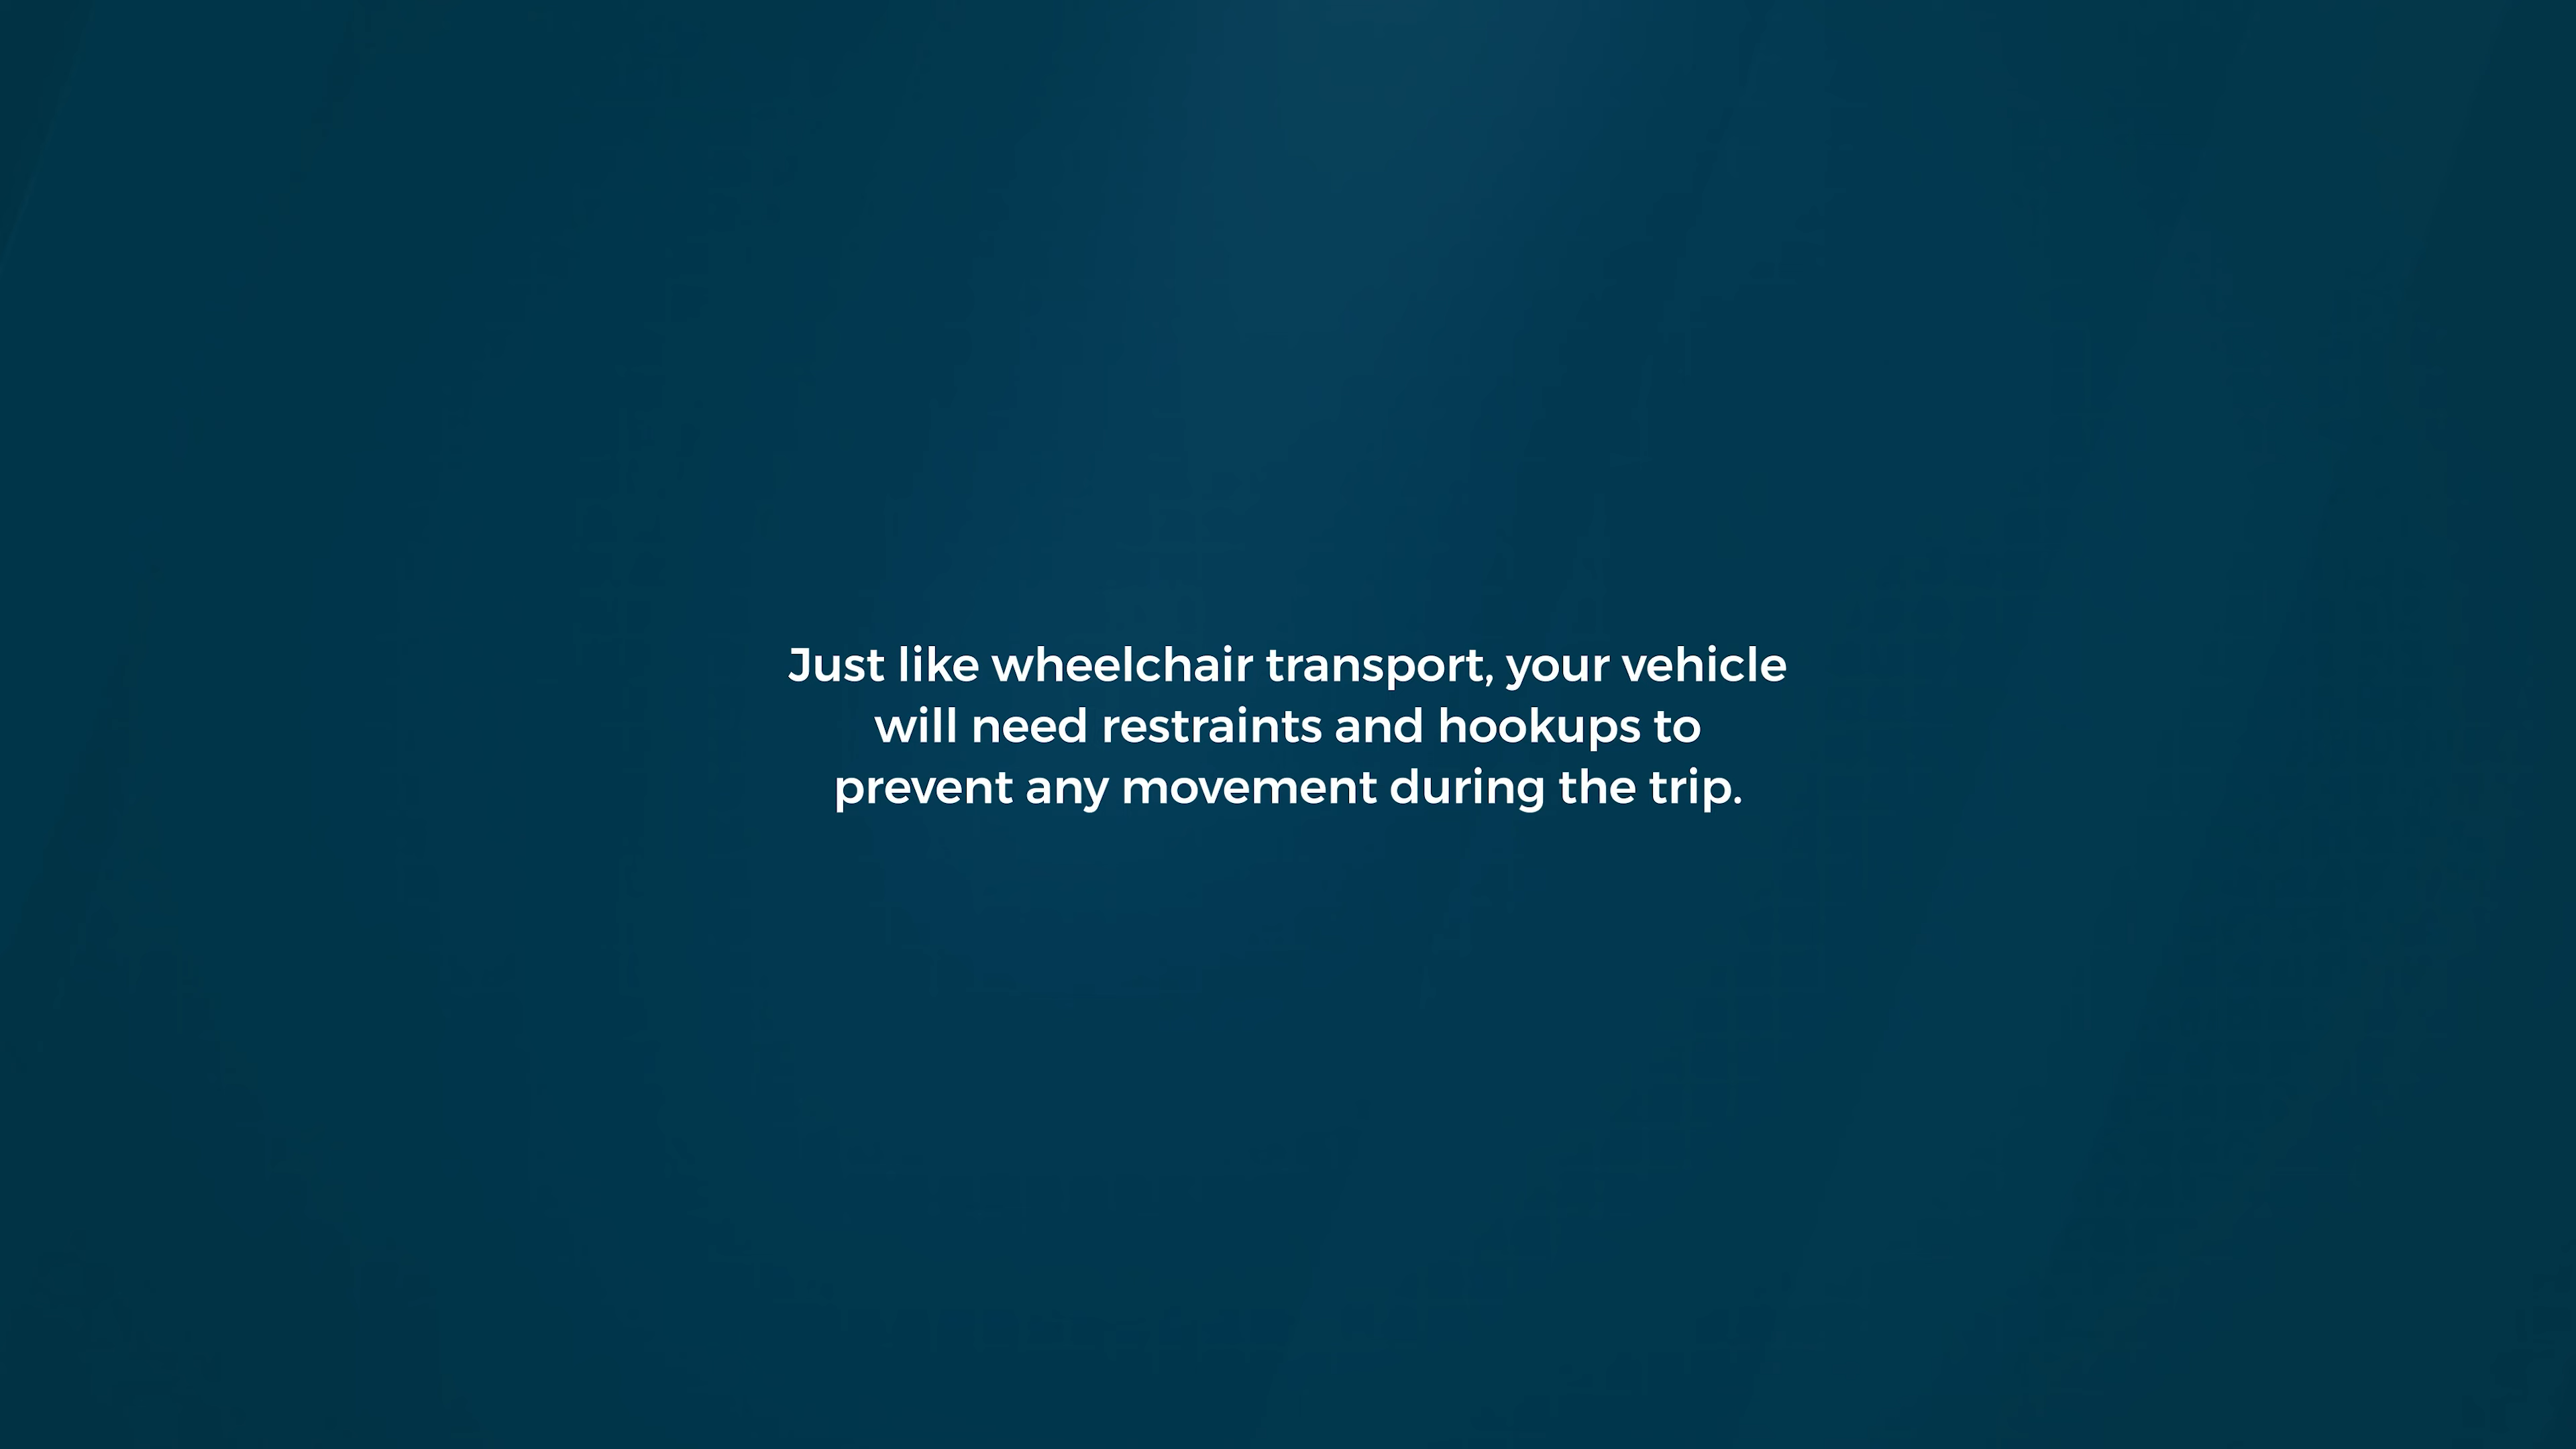 Just like wheelchair transport, your vehicle
will need restraints and hookups to
prevent any movement during the trip.